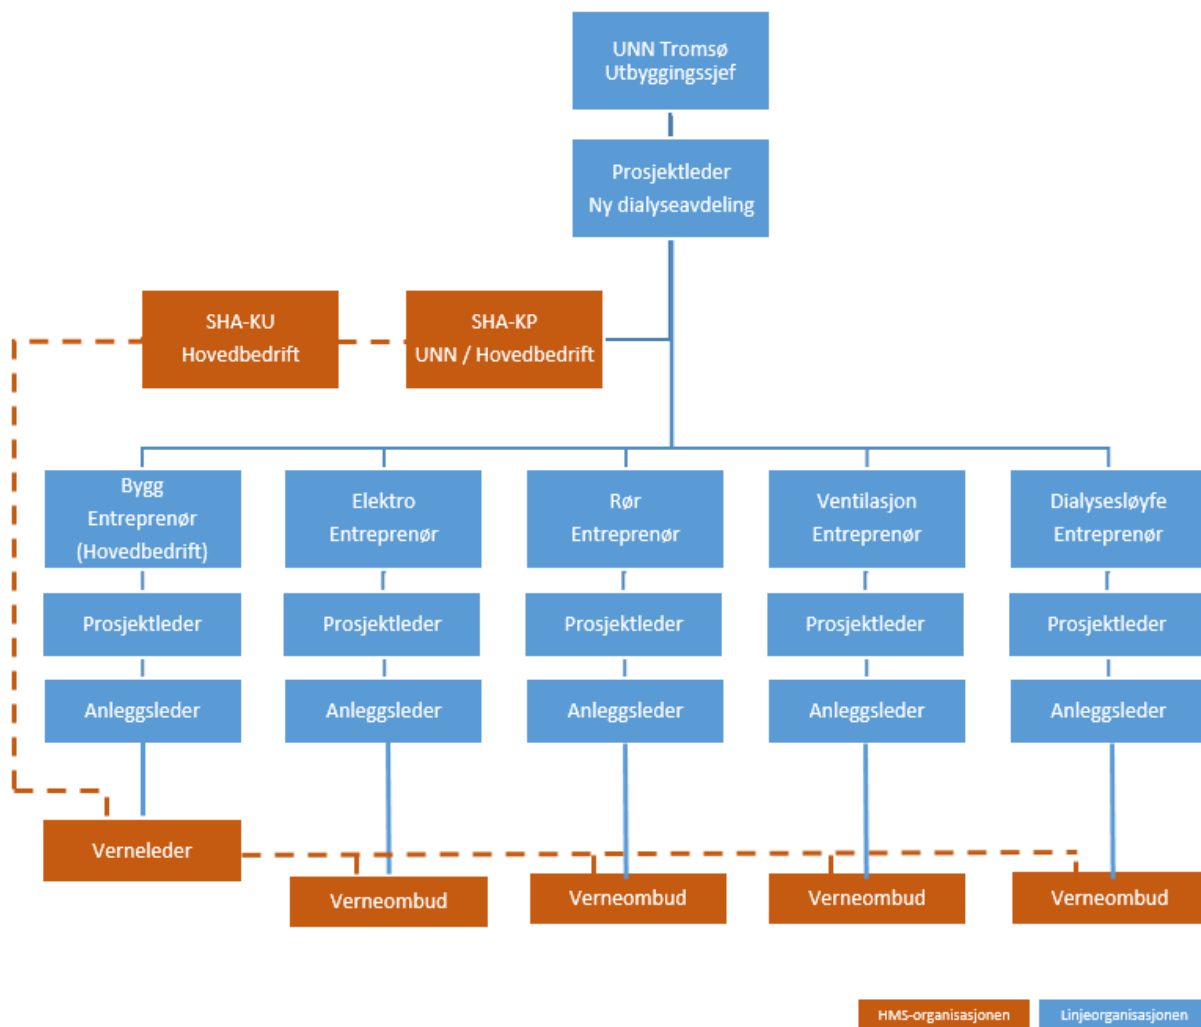 UNN Tromsø
Utbyggingssjef
Prosjektleder
Ny dialyseavdeling
SHA-KU
Hovedbedrift
SHA-KP
UNN / Hovedbedrift
Bygg
Entreprenør
(Hovedbedrift)
Elektro
Entreprenør
Rør
Entreprenør
Ventilasjon
Entreprenør
Dialysesløyfe
Entreprenør
Prosjektleder
Prosjektleder
Prosjektleder
Prosjektleder
Prosjektleder
Anleggsleder
Anleggsleder
Anleggsleder
Anleggsleder
Anleggsleder
Verneleder
Verneombud
Verneombud
Verneombud
Verneombud
HMS-organisasjonen
Linjeorganisasjonen